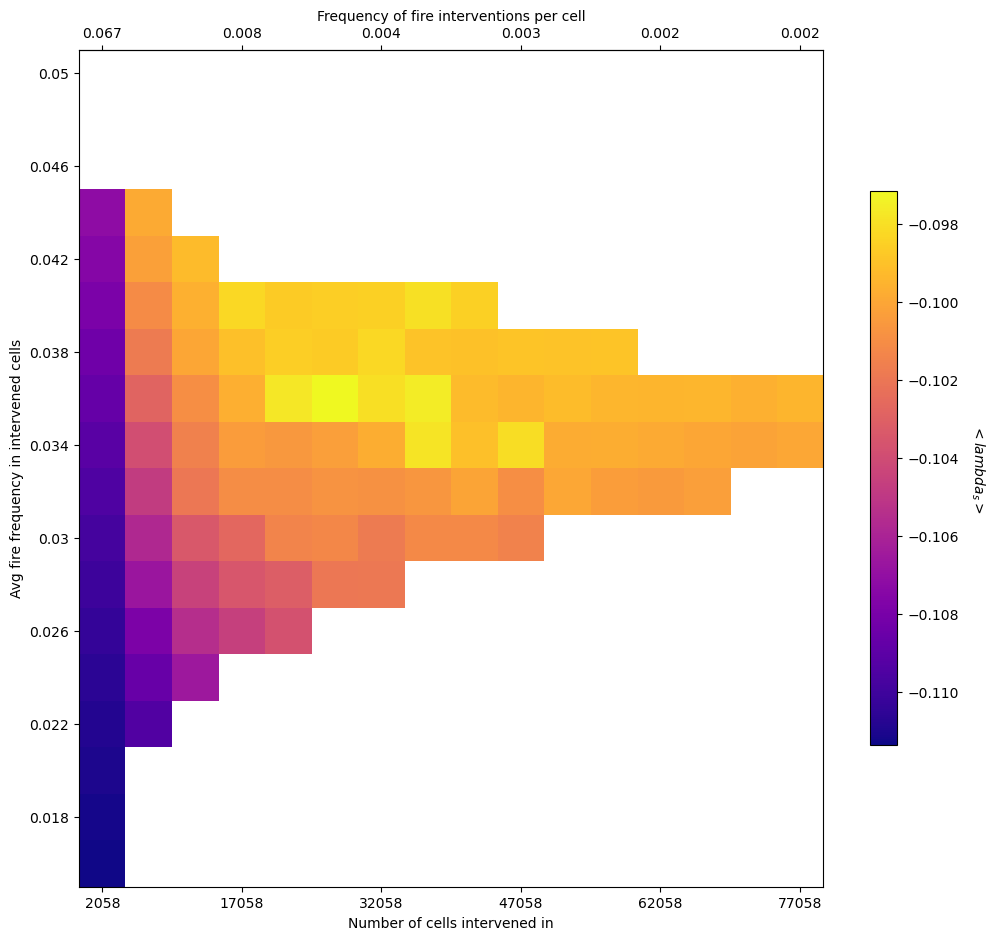 Frequency of fire interventions per cell
0.067 0.008 0.004 0.003 0.002 0.002
0.05
0.046
0.042
0.038
0.034
0.03
0.026
0.022
0.018
Avg fire frequency in intervened cells
2058 17058 32058 47058 62058 77058
Number of cells intervened in
−0.098
−0.100
−0.102
−0.104
−0.106
−0.108
−0.110
< lambda_s >